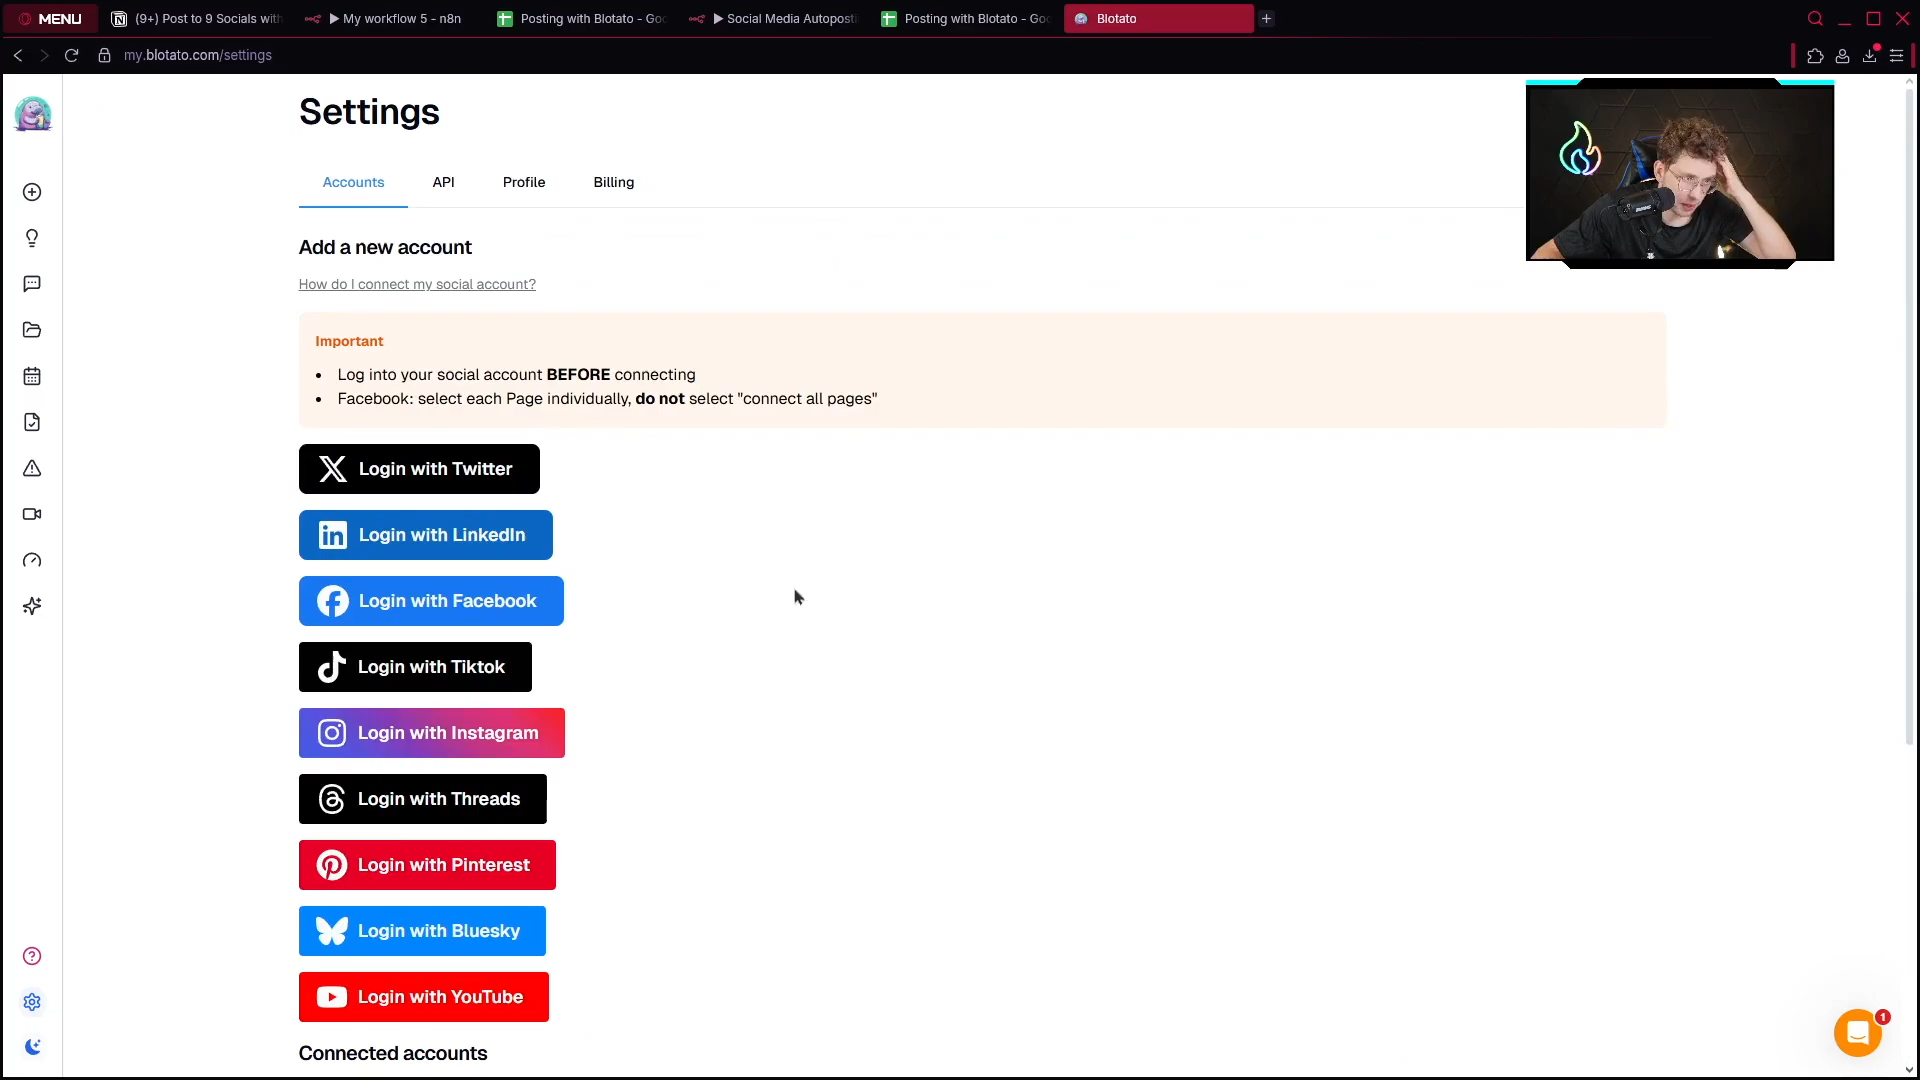 MENU
(9+) Post to 9 Socials with
My workflow 5 - n8n
Posting with Blotato - Goo
Social Media Autoposti
Posting with Blotato - Goo
Blotato
my.blotato.com/settings
Settings
Accounts
API
Profile
Billing
Add a new account
How do I connect my social account?
Important
Log into your social account BEFORE connecting
Facebook: select each Page individually, do not select "connect all pages"
Login with Twitter
Login with LinkedIn
Login with Facebook
Login with Tiktok
Login with Instagram
Login with Threads
Login with Pinterest
Login with Bluesky
Login with YouTube
Connected accounts
1